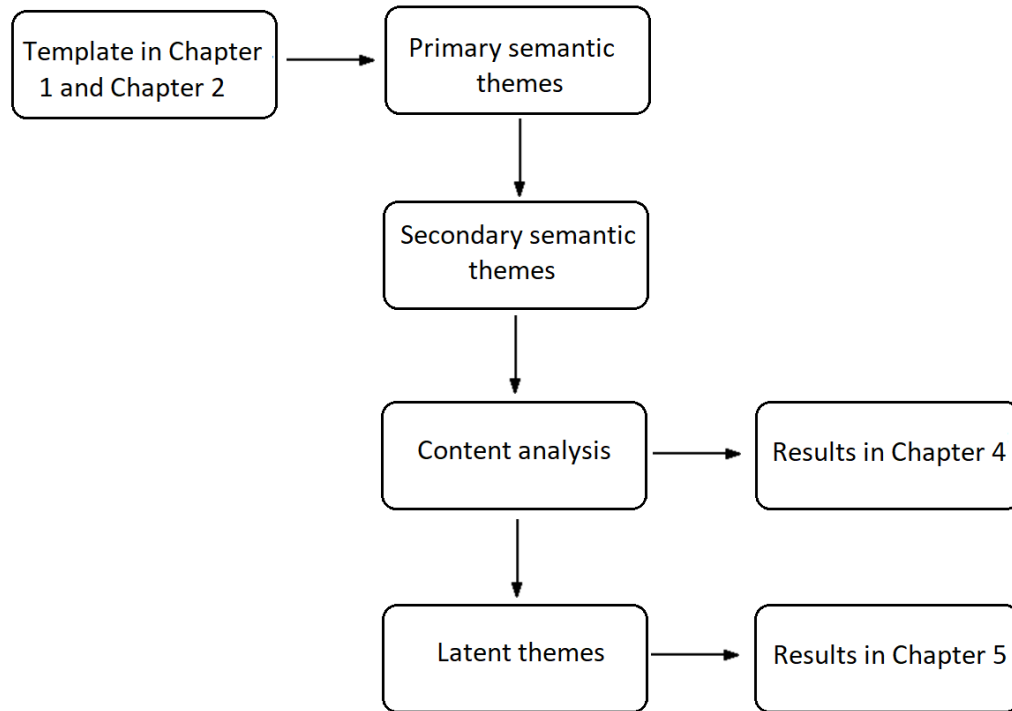 Template in Chapter
1 and Chapter 2
Primary semantic
themes
Secondary semantic
themes
Content analysis
Results in Chapter 4
Latent themes
Results in Chapter 5